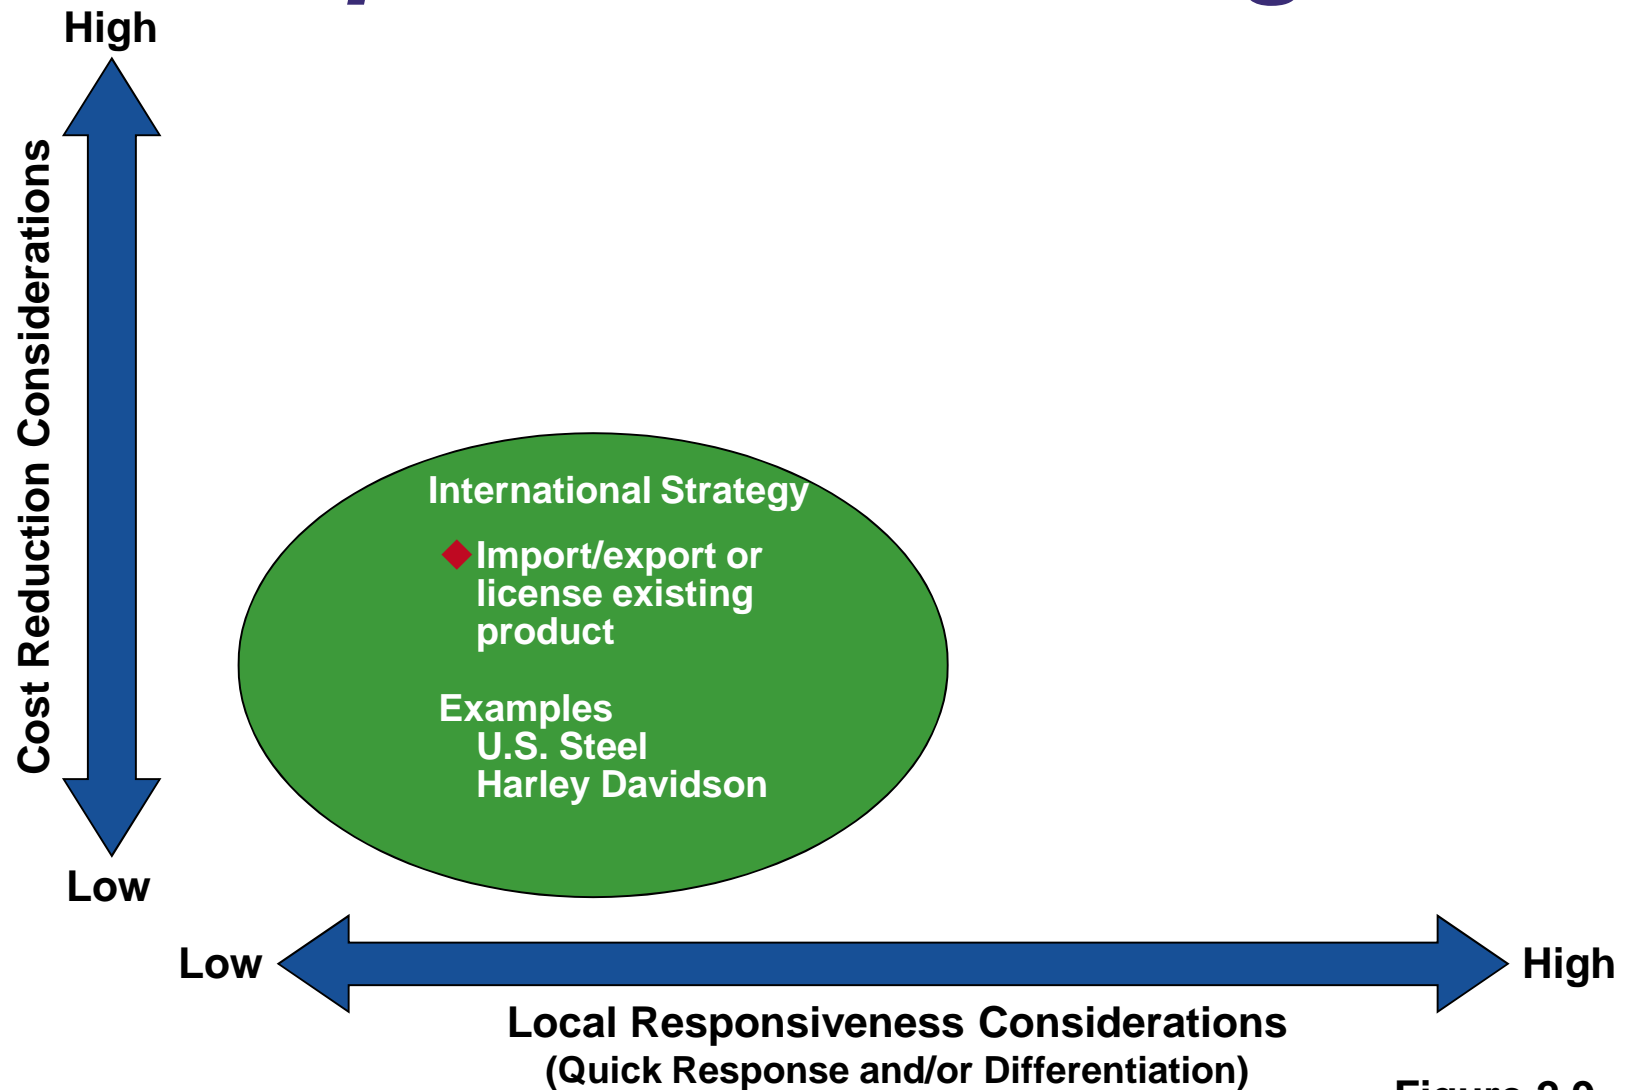 High
Cost Reduction Considerations
International Strategy
Import/export or
license existing
product
Examples
U.S. Steel
Harley Davidson
Low
Low
High
Local Responsiveness Considerations
(Quick Response and/or Differentiation)
Figure